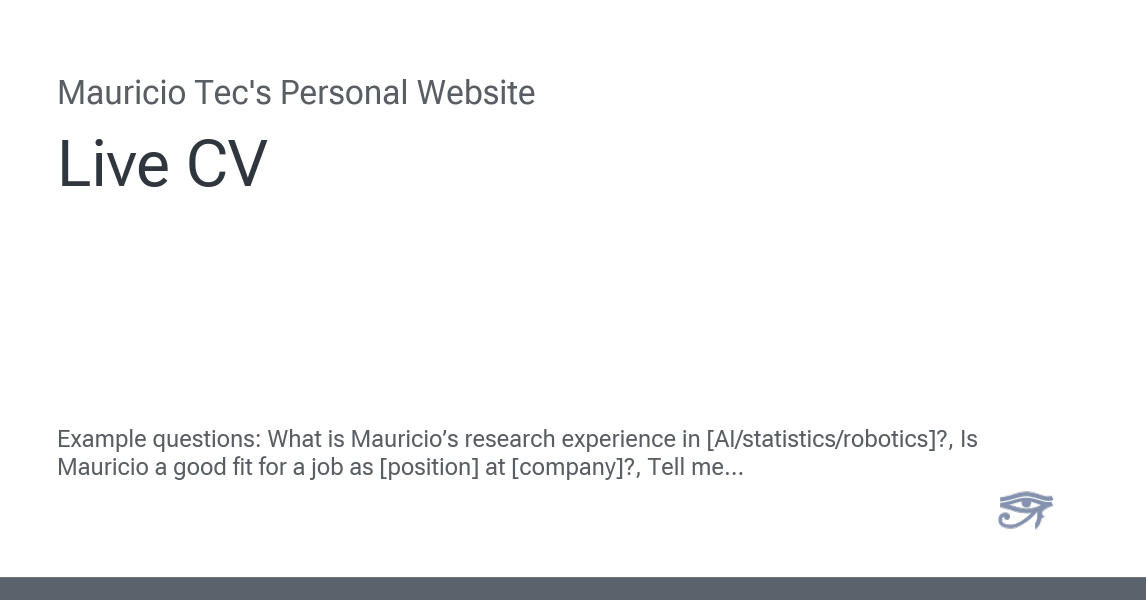 Mauricio Tec's Personal Website
Live CV
Example questions: What is Mauricio’s research experience in [AI/statistics/robotics]?, Is
Mauricio a good fit for a job as [position] at [company]?, Tell me...